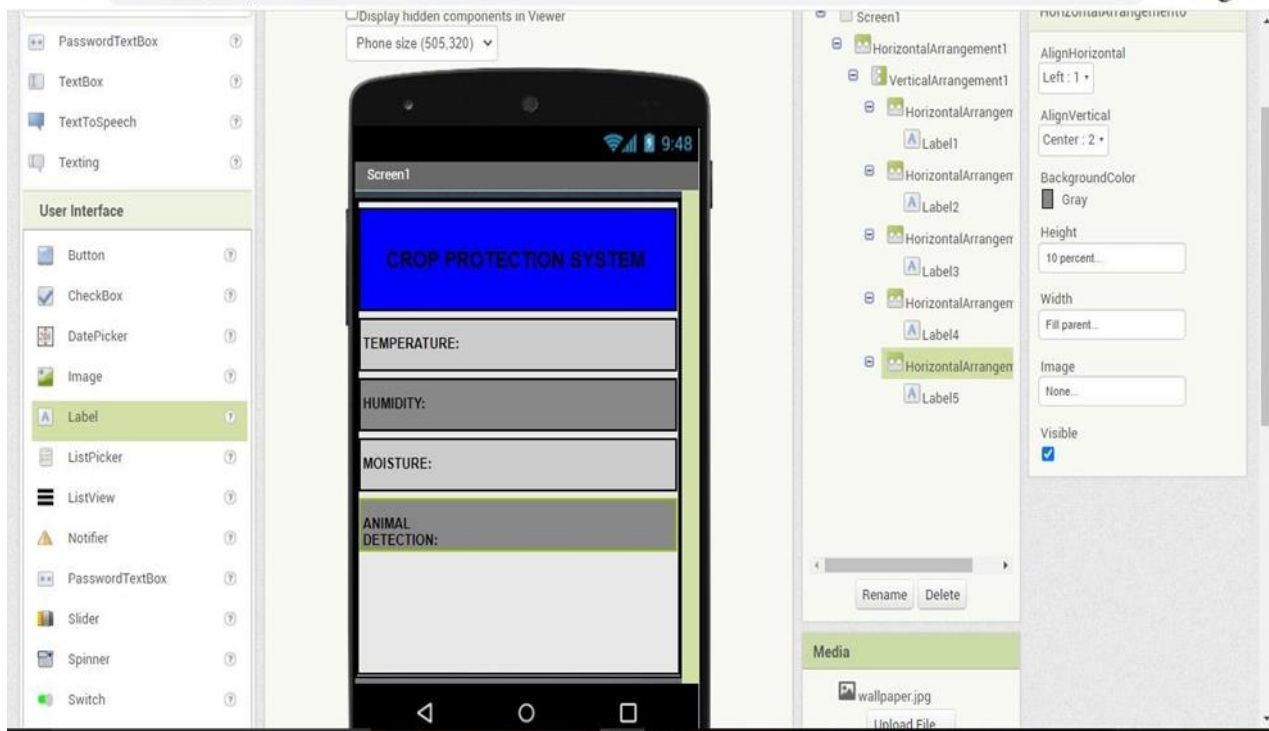 PasswordTextBox
TextBox
TextToSpeech
Texting
User Interface
Button
CheckBox
DatePicker
Image
Label
ListPicker
ListView
Notifier
PasswordTextBox
Slider
Spinner
Switch
Display hidden components in Viewer
Phone size (505,320)
9:48
Screen1
CROP PROTECTION SYSTEM
TEMPERATURE:
HUMIDITY:
MOISTURE:
ANIMAL
DETECTION:
Screen1
HorizontalArrangement1
VerticalArrangement1
HorizontalArrangem
Label1
HorizontalArrangem
Label2
HorizontalArrangem
Label3
HorizontalArrangem
Label4
HorizontalArrangem
Label5
Rename Delete
Media
wallpaper.jpg
Upload File ...
AlignHorizontal
Left : 1
AlignVertical
Center : 2
BackgroundColor
Gray
Height
10 percent...
Width
Fill parent...
Image
None...
Visible